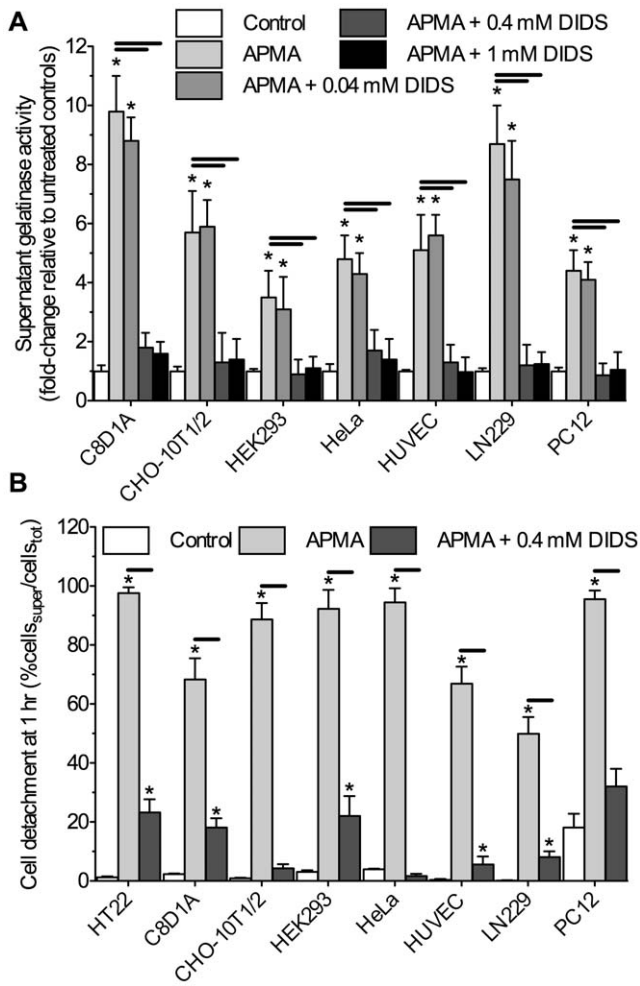 A
Control
APMA + 0.4 mM DIDS
APMA
APMA + 1 mM DIDS
APMA + 0.04 mM DIDS
Supernatant gelatinase activity
(fold-change relative to untreated controls)
12
10
8
6
4
2
0
* * * * * * * * * * * * * *
C8D1A
CHO-10T1/2
HEK293
HeLa
HUVEC
LN229
PC12
B
Control
APMA
APMA + 0.4 mM DIDS
Cell detachment at 1 hr (%cells_super/cells_tot)
120
100
80
60
40
20
0
* * * * * * * * * * * * *
HT22
C8D1A
CHO-10T1/2
HEK293
HeLa
HUVEC
LN229
PC12